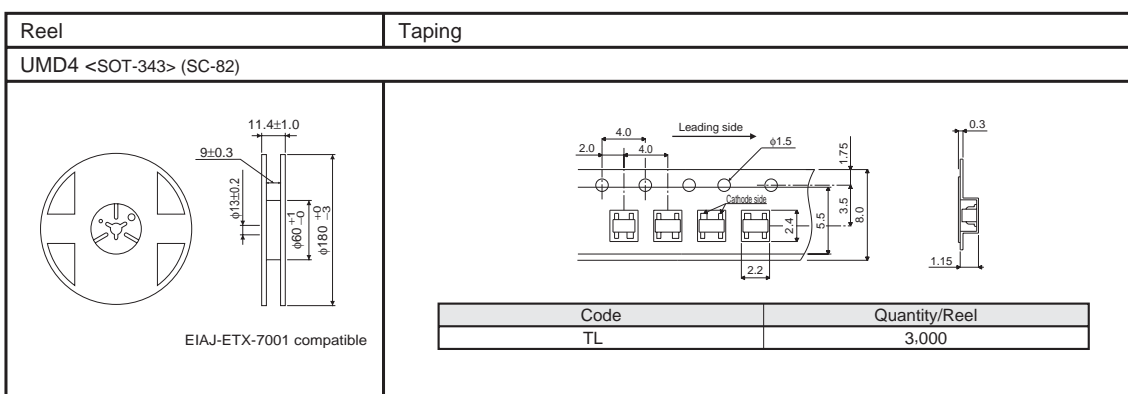 Reel
Taping
UMD4 <SOT-343> (SC-82)
11.4±1.0
9±0.3
ϕ13±0.2
ϕ60 +1 −0
ϕ180 +0 −3
EIAJ-ETX-7001 compatible
4.0
Leading side
2.0
4.0
ϕ1.5
1.75
Cathode side
3.5
5.5
8.0
2.4
2.2
0.3
1.15
Code
Quantity/Reel
TL
3,000